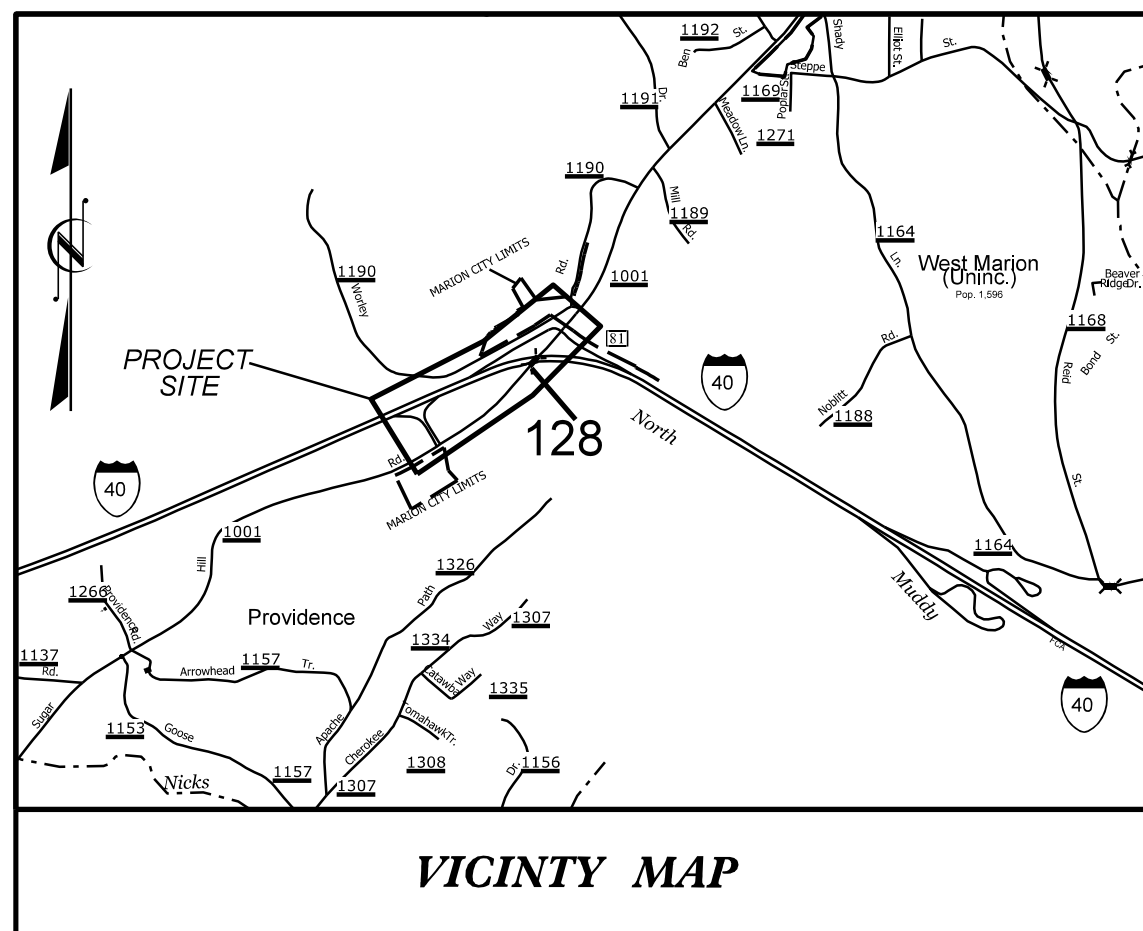 1192
Ben
St.
Shady
Elliot St.
St.
Steppe
1191
Dr.
1169
Poplar St.
Meadow Ln.
1271
1190
Mill
Rd.
1189
1164
Ln.
West Marion
(Uninc.)
Pop. 1,596
Beaver
Ridge Dr.
MARION CITY LIMITS
Rd.
1001
1190
Worley
81
Rd.
1168
St.
Bond
Reid
PROJECT
SITE
40
Noblitt
1188
North
128
Rd.
40
MARION CITY LIMITS
St.
1001
Hill
1164
1326
Path
1266
Providence
Rd.
Providence
Muddy
1307
Way
1334
FCA
1137
Rd.
Arrowhead
1157
Tr.
Catawba
Way
1335
40
Sugar
1153
Goose
Apache
Cherokee
Tomahawk Tr.
1308
Dr.
1156
Nicks
1157
1307
VICINTY MAP